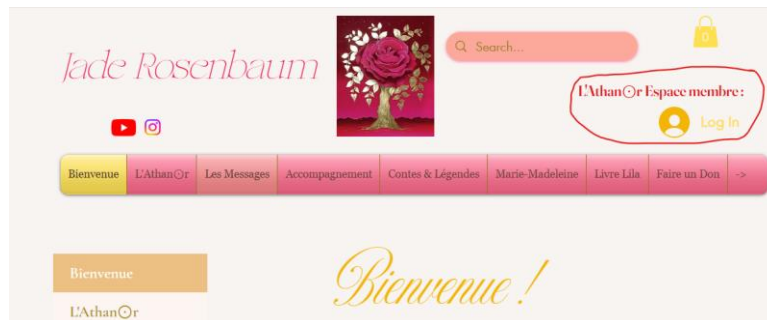 Jade Rosenbaum
Search...
0
L'Athan☉r Espace membre :
Log In
Bienvenue L'Athan☉r Les Messages Accompagnement Contes & Légendes Marie-Madeleine Livre Lila Faire un Don ->
Bienvenue
Bienvenue !
L'Athan☉r